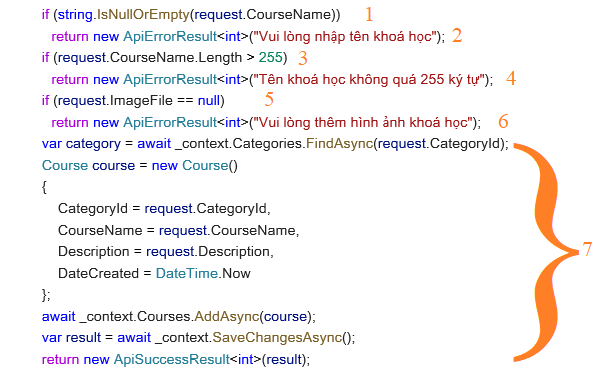 if (string.IsNullOrEmpty(request.CourseName)) 1
return new ApiErrorResult<int>("Vui lòng nhập tên khoá học"); 2
if (request.CourseName.Length > 255) 3
return new ApiErrorResult<int>("Tên khoá học không quá 255 ký tự"); 4
if (request.ImageFile == null) 5
return new ApiErrorResult<int>("Vui lòng thêm hình ảnh khoá học"); 6
var category = await _context.Categories.FindAsync(request.CategoryId);
Course course = new Course()
{
CategoryId = request.CategoryId,
CourseName = request.CourseName,
Description = request.Description, 7
DateCreated = DateTime.Now
};
await _context.Courses.AddAsync(course);
var result = await _context.SaveChangesAsync();
return new ApiSuccessResult<int>(result);